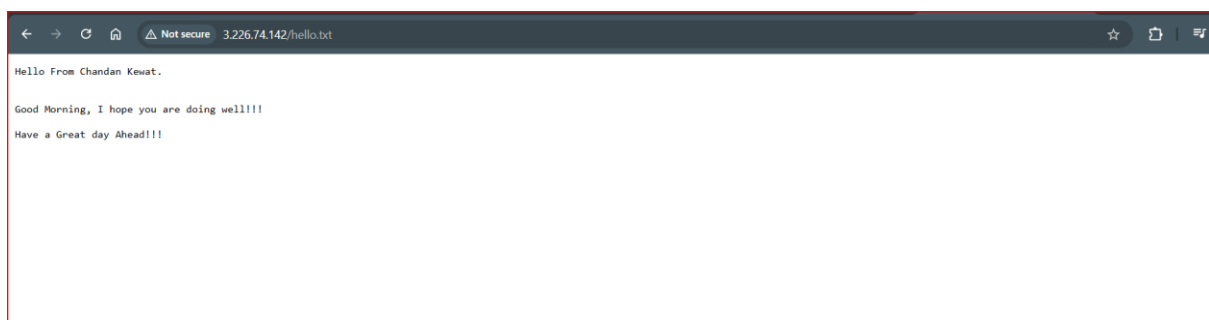 Not secure 3.226.74.142/hello.txt
Hello From Chandan Kewat.
Good Morning, I hope you are doing well!!!
Have a Great day Ahead!!!